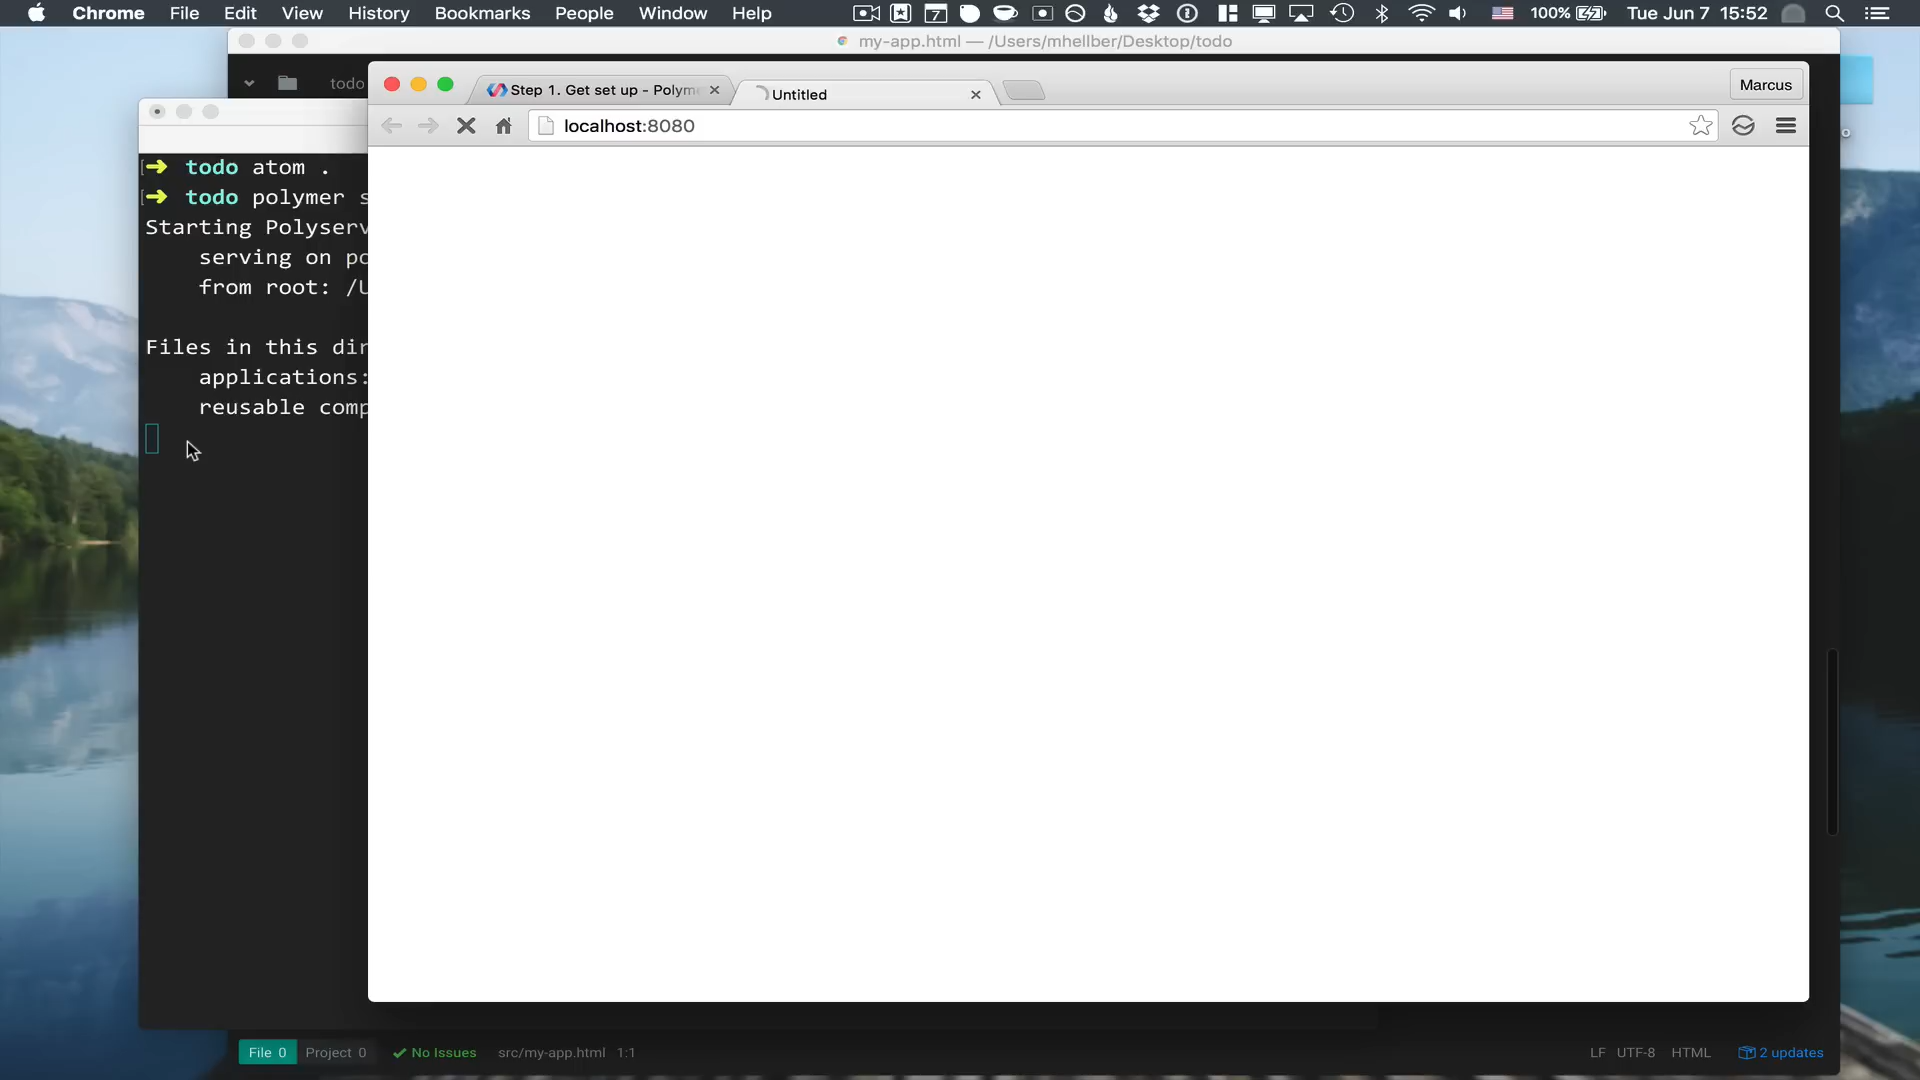 Chrome File Edit View History Bookmarks People Window Help 7 100% Tue Jun 7 15:52
my-app.html — /Users/mhellber/Desktop/todo
todo
Step 1. Get set up - Polym
Untitled
Marcus
localhost:8080
todo atom .
todo polymer s
Starting Polyserv
serving on po
from root: /U
Files in this dir
applications:
reusable comp
File 0 Project 0 No Issues src/my-app.html 1:1 LF UTF-8 HTML 2 updates